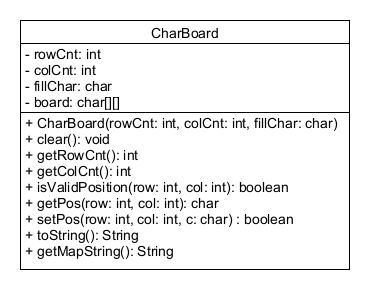 CharBoard
- rowCnt: int
- colCnt: int
- fillChar: char
- board: char[][]
+ CharBoard(rowCnt: int, colCnt: int, fillChar: char)
+ clear(): void
+ getRowCnt(): int
+ getColCnt(): int
+ isValidPosition(row: int, col: int): boolean
+ getPos(row: int, col: int): char
+ setPos(row: int, col: int, c: char) : boolean
+ toString(): String
+ getMapString(): String